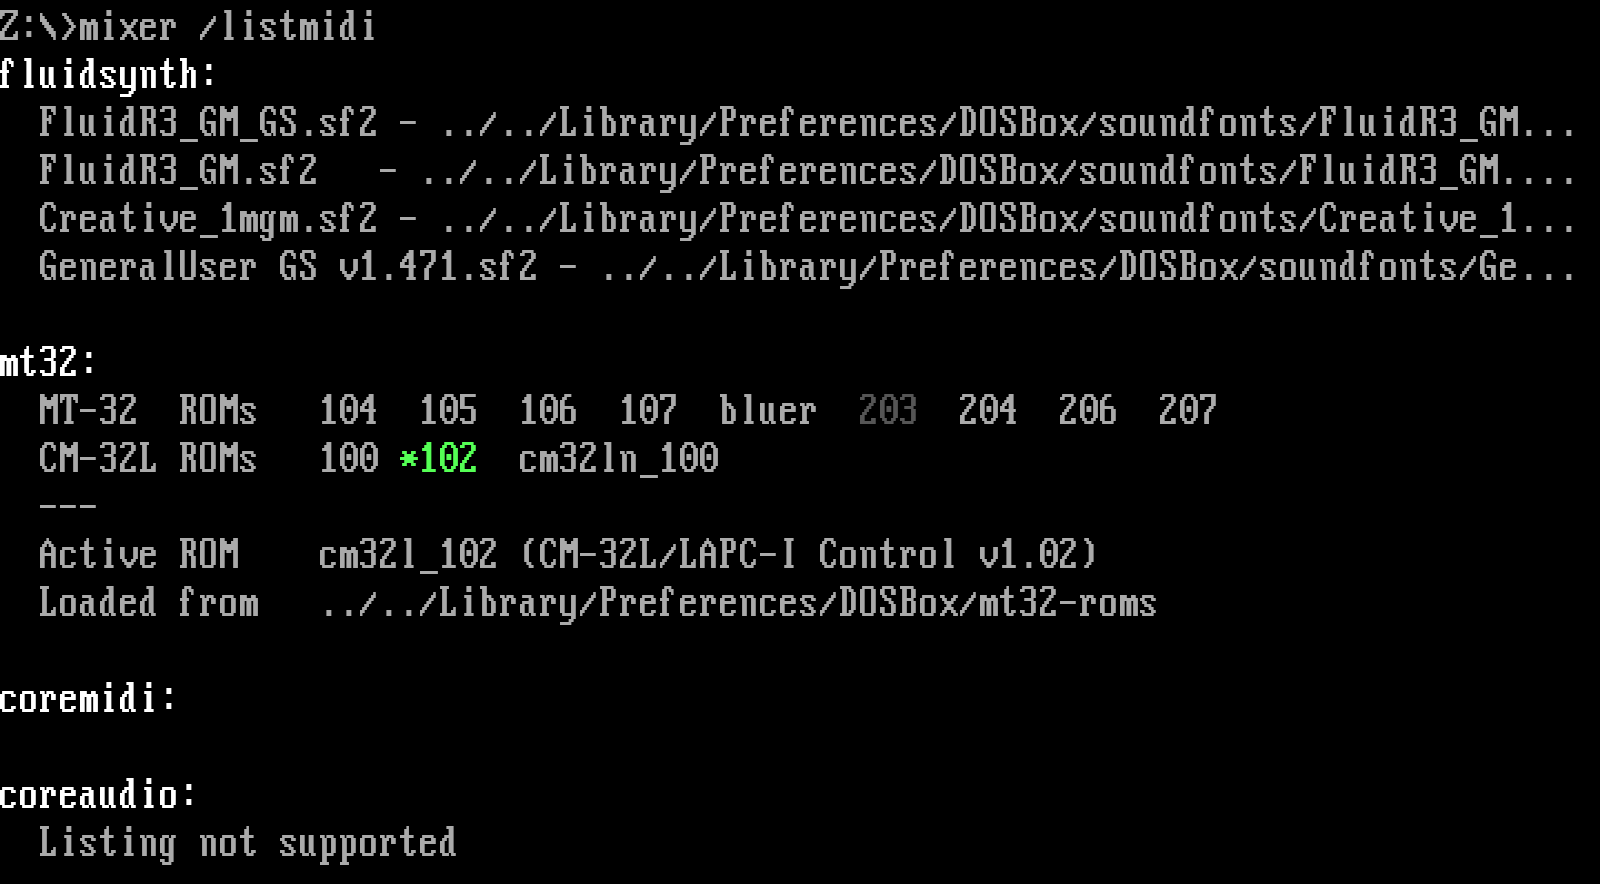 Z:\>mixer /listmidi
fluidsynth:
  FluidR3_GM_GS.sf2 - ../../Library/Preferences/DOSBox/soundfonts/FluidR3_GM...
  FluidR3_GM.sf2   - ../../Library/Preferences/DOSBox/soundfonts/FluidR3_GM....
  Creative_1mgm.sf2 - ../../Library/Preferences/DOSBox/soundfonts/Creative_1...
  GeneralUser GS v1.471.sf2 - ../../Library/Preferences/DOSBox/soundfonts/Ge...
mt32:
  MT-32  ROMs   104  105  106  107  bluer  203  204  206  207
  CM-32L ROMs   100 *102  cm32ln_100
  ---
  Active ROM    cm32l_102 (CM-32L/LAPC-I Control v1.02)
  Loaded from   ../../Library/Preferences/DOSBox/mt32-roms
coremidi:
coreaudio:
  Listing not supported